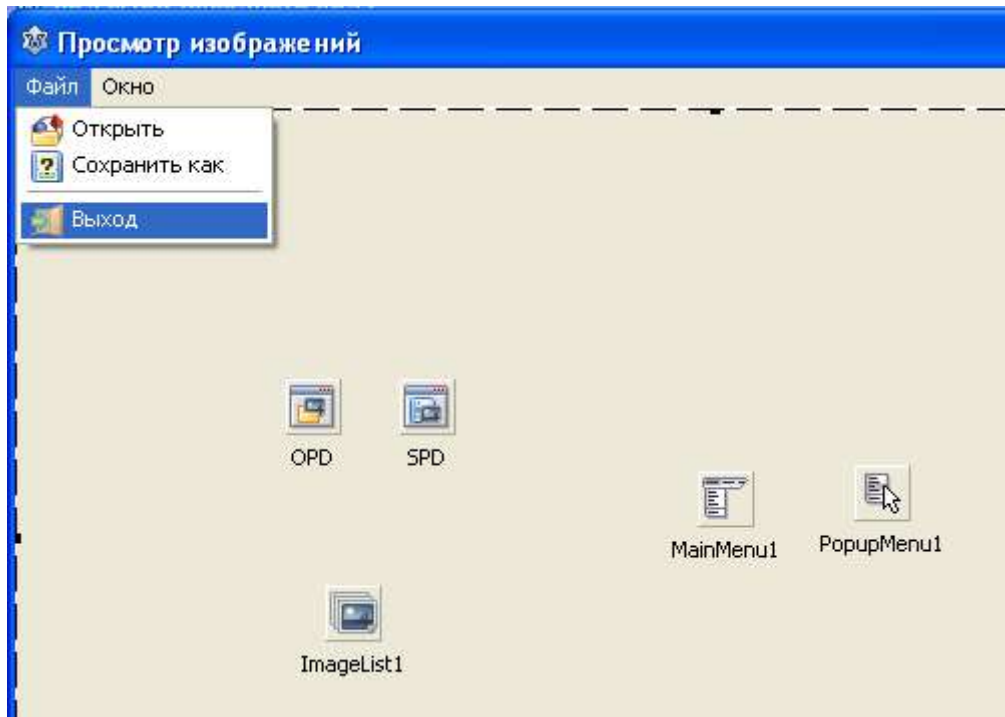 Просмотр изображений
Файл Окно
Открыть
Сохранить как
Выход
OPD SPD
MainMenu1 PopupMenu1
ImageList1